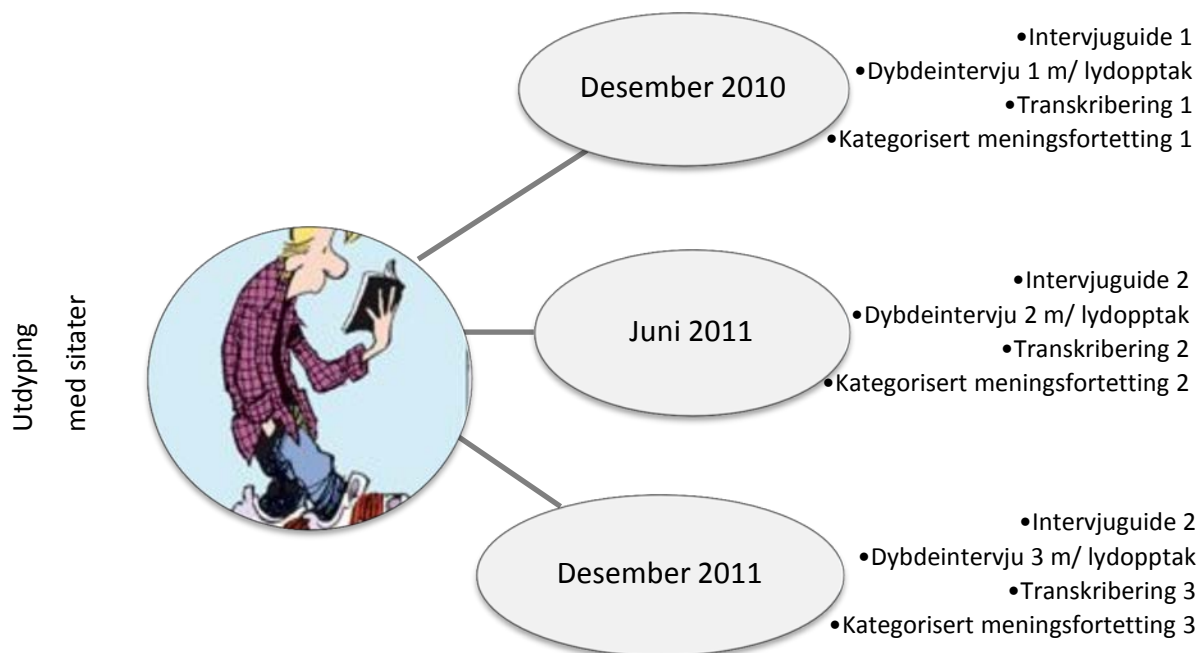 Utdyping
med sitater
Desember 2010
•Intervjuguide 1
•Dybdeintervju 1 m/ lydopptak
•Transkribering 1
•Kategorisert meningsfortetting 1
Juni 2011
•Intervjuguide 2
•Dybdeintervju 2 m/ lydopptak
•Transkribering 2
•Kategorisert meningsfortetting 2
Desember 2011
•Intervjuguide 2
•Dybdeintervju 3 m/ lydopptak
•Transkribering 3
•Kategorisert meningsfortetting 3